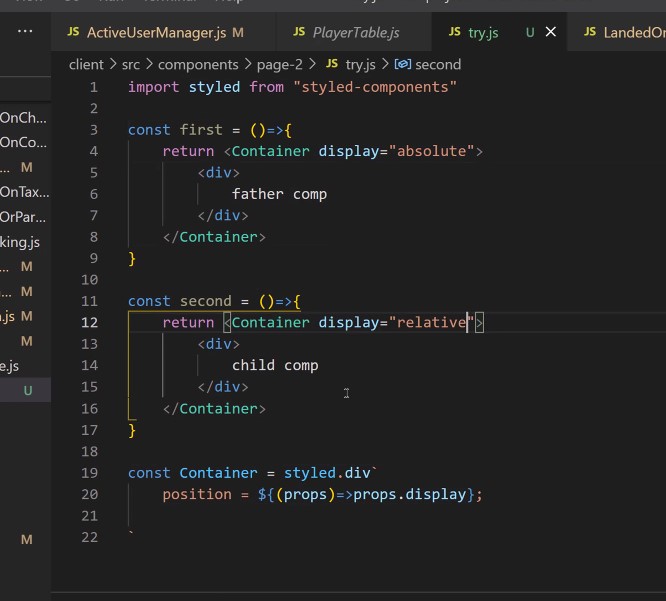 JS ActiveUserManager.js M JS PlayerTable.js JS try.js U × JS LandedOr
client > src > components > page-2 > JS try.js > second
1 import styled from "styled-components"
2
3 const first = ()=>{
4 return <Container display="absolute">
5 <div>
6 father comp
7 </div>
8 </Container>
9 }
10
11 const second = ()=>{
12 return <Container display="relative">
13 <div>
14 child comp
15 </div>
16 </Container>
17 }
18
19 const Container = styled.div`
20 position = ${(props)=>props.display};
21
22 `
OnCh...
OnCo...
... M
OnTax...
OrPar...
king.js
... M
... M
.js M
M
e.js
U
M